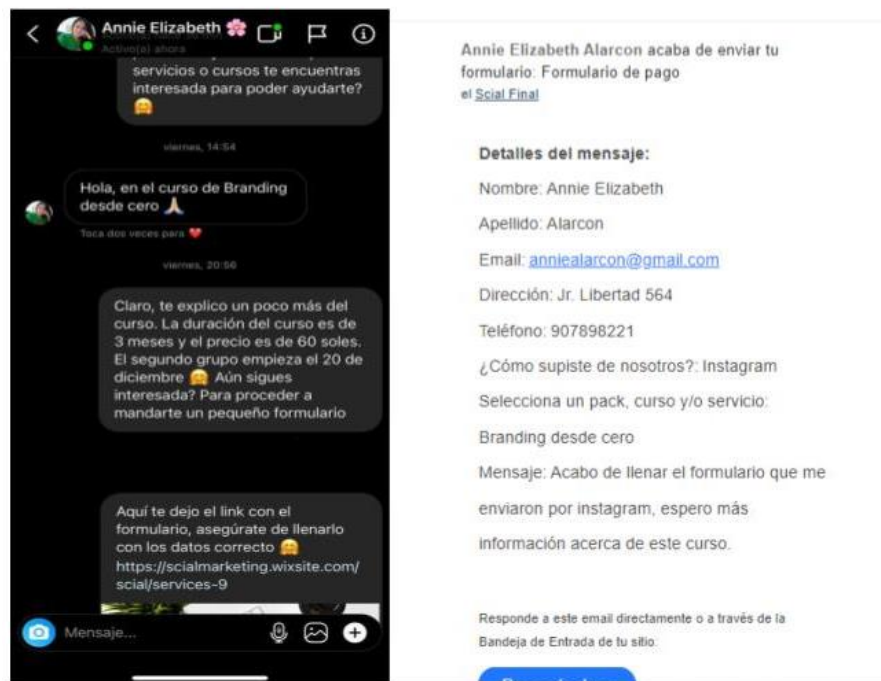 Annie Elizabeth 🌸
Activo(a) ahora
servicios o cursos te encuentras
interesada para poder ayudarte?
🤗
viernes, 14:54
Hola, en el curso de Branding
desde cero 🙏🏼
Toca dos veces para ❤️
viernes, 20:56
Claro, te explico un poco más del
curso. La duración del curso es de
3 meses y el precio es de 60 soles.
El segundo grupo empieza el 20 de
diciembre 🤗 Aún sigues
interesada? Para proceder a
mandarte un pequeño formulario
Aquí te dejo el link con el
formulario, asegúrate de llenarlo
con los datos correcto 🤗
https://scialmarketing.wixsite.com/
scial/services-9
Mensaje...
Annie Elizabeth Alarcon acaba de enviar tu
formulario: Formulario de pago
el Scial Final
Detalles del mensaje:
Nombre: Annie Elizabeth
Apellido: Alarcon
Email: anniealarcon@gmail.com
Dirección: Jr. Libertad 564
Teléfono: 907898221
¿Cómo supiste de nosotros?: Instagram
Selecciona un pack, curso y/o servicio:
Branding desde cero
Mensaje: Acabo de llenar el formulario que me
enviaron por instagram, espero más
información acerca de este curso.
Responde a este email directamente o a través de la
Bandeja de Entrada de tu sitio: